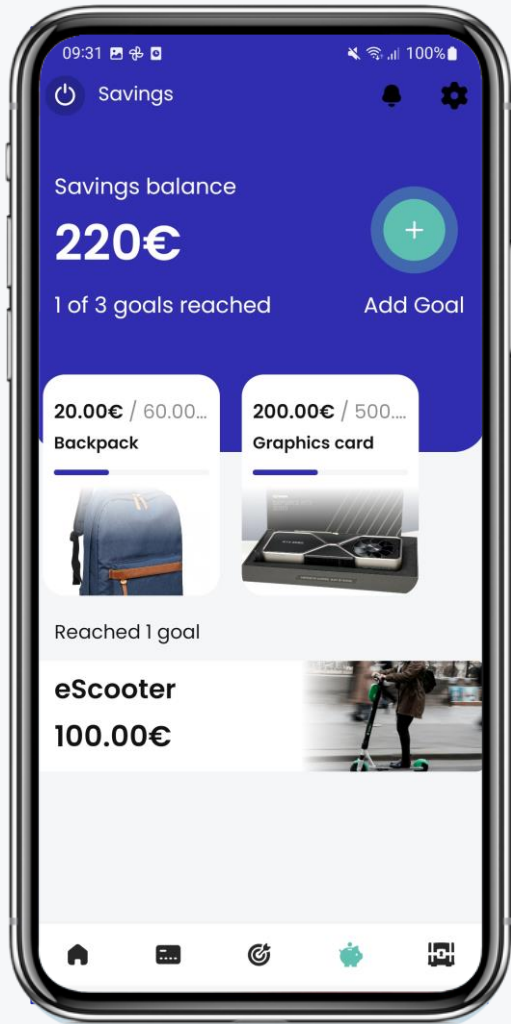 09:31 100%
Savings
Savings balance
220€
+
1 of 3 goals reached Add Goal
20.00€ / 60.00... 200.00€ / 500....
Backpack Graphics card
Reached 1 goal
eScooter
100.00€